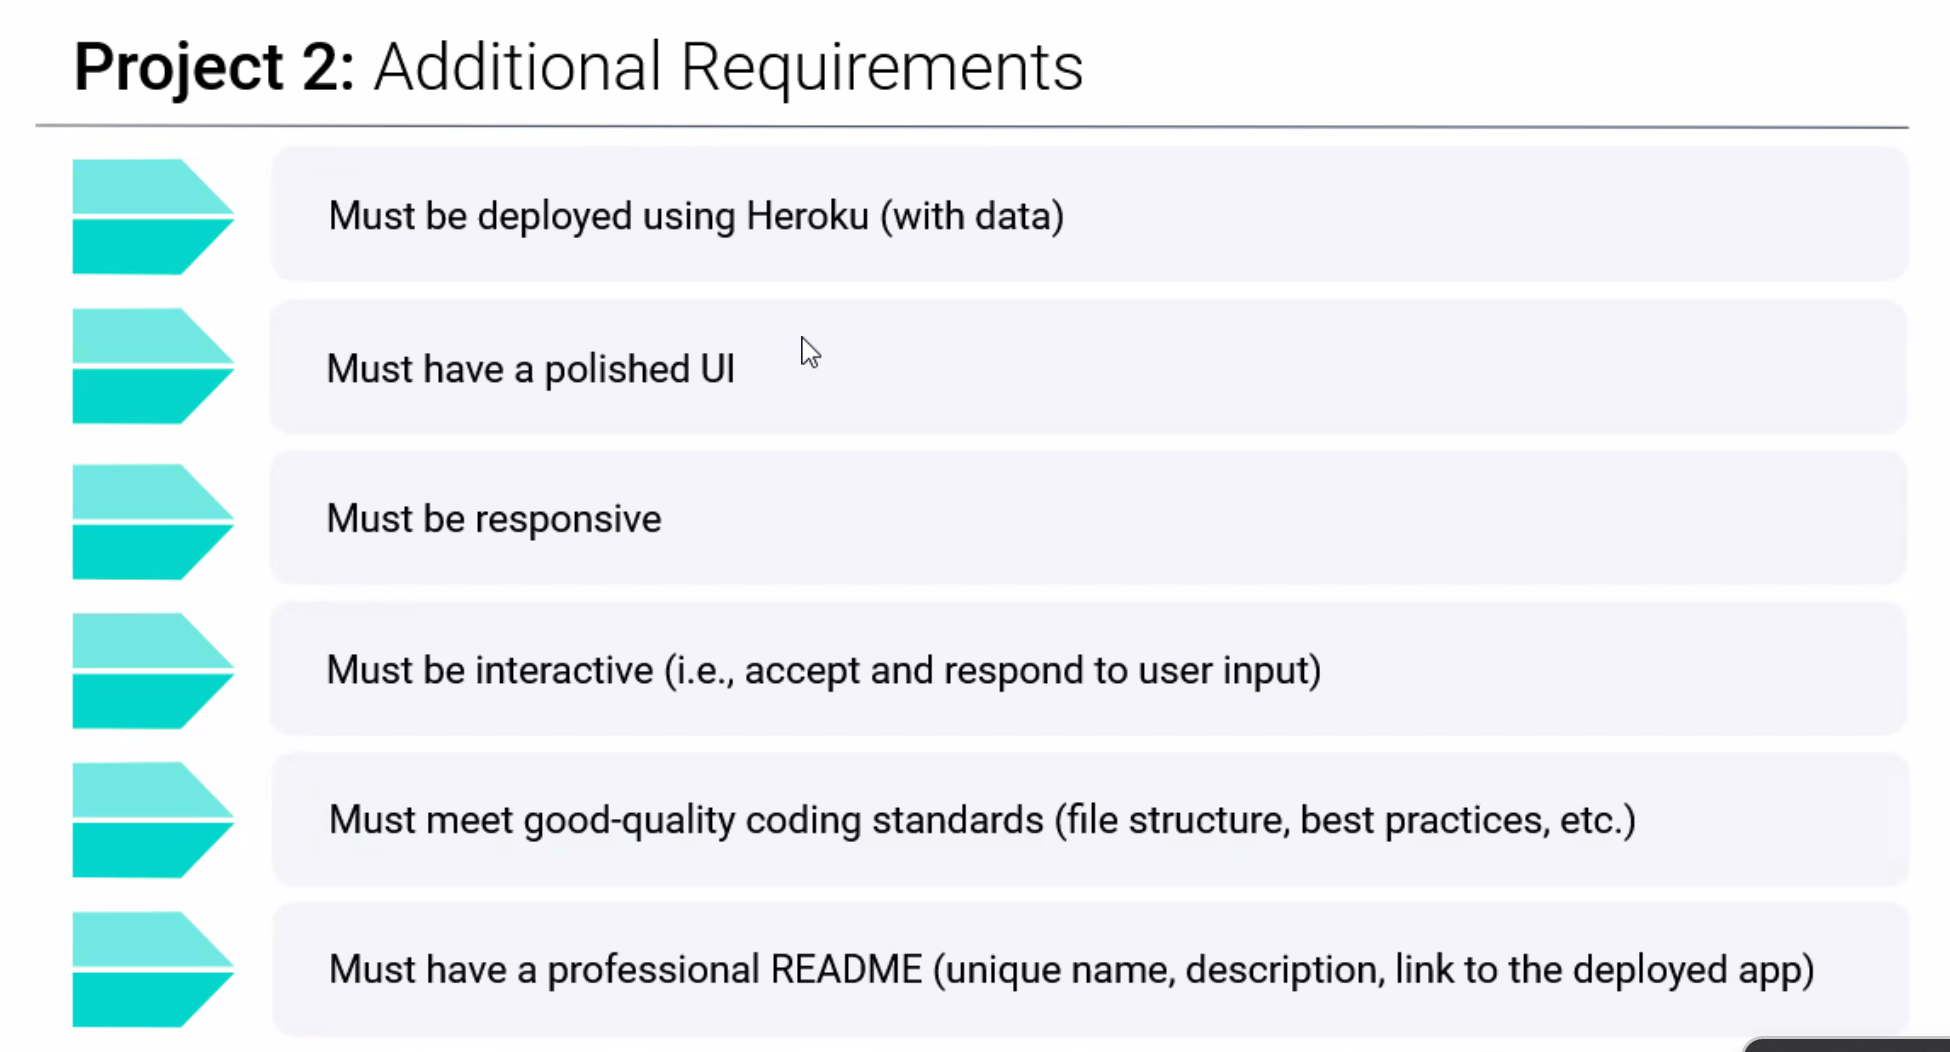 Project 2: Additional Requirements
Must be deployed using Heroku (with data)
Must have a polished UI
Must be responsive
Must be interactive (i.e., accept and respond to user input)
Must meet good-quality coding standards (file structure, best practices, etc.)
Must have a professional README (unique name, description, link to the deployed app)